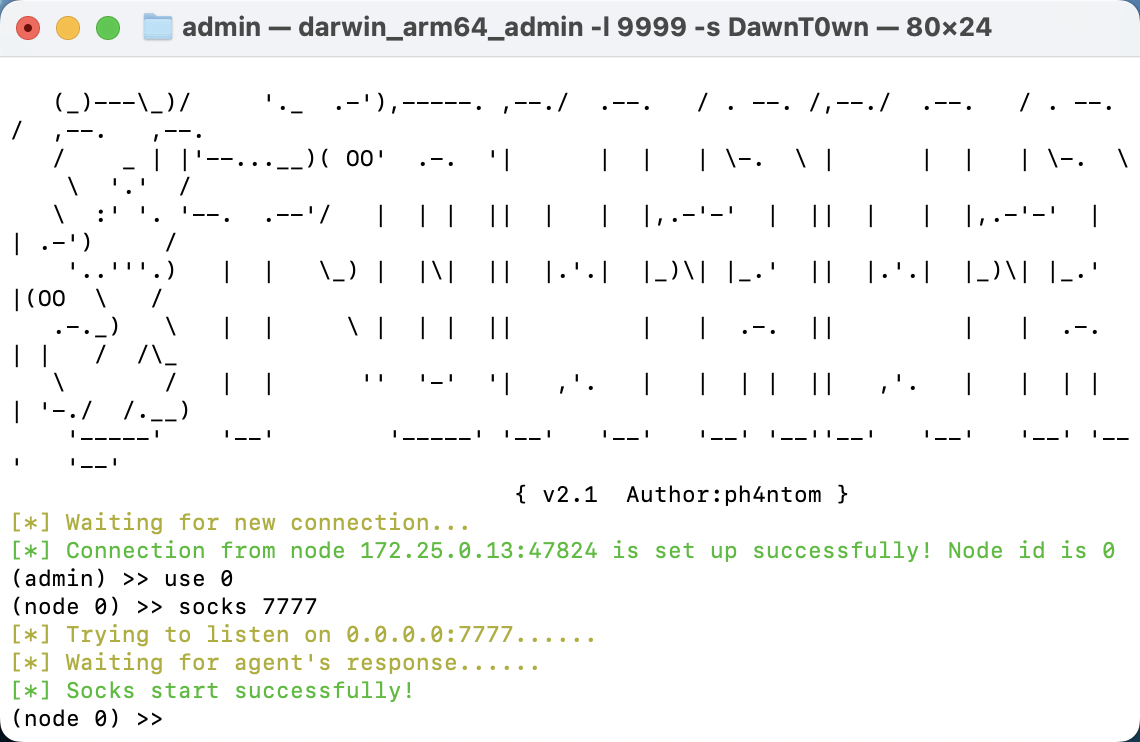 admin — darwin_arm64_admin -l 9999 -s DawnT0wn — 80×24
    (_)---\_)/        '._  .-'),-----. ,--./  .--.   / . --. /,--./  .--.   / . --.
/  ,--.   ,--.
    /      _ | |'--...__)( OO'  .-.  '|      |  |   | \-.  \ |      |  |   | \-.  \
     \  '.'  /
    \  :' '. '--.  .--'/   |  | |  ||  |   |  |,.-'-'  |  ||  |   |  |,.-'-'  |
| .-')        /
      '..'''.)   |  |    \_) |  |\|  ||  |.'.|  |_)\| |_.'  ||  |.'.|  |_)\| |_.'
|(OO  \    /
    .-._)   \    |  |      \ |  | |  ||       |   |  .-.  ||       |   |  .-.
| |    /  /\_
    \       /    |  |       ''  '-'  '|   ,'.   |   |  | |  ||   ,'.   |   |  | |
| '-./  /.__)
      '-----'     '--'         '-----' '--'   '--'   '--' '--''--'   '--'   '--' '--
'   '--'
{ v2.1  Author:ph4ntom }
[*] Waiting for new connection...
[*] Connection from node 172.25.0.13:47824 is set up successfully! Node id is 0
(admin) >> use 0
(node 0) >> socks 7777
[*] Trying to listen on 0.0.0.0:7777......
[*] Waiting for agent's response......
[*] Socks start successfully!
(node 0) >>